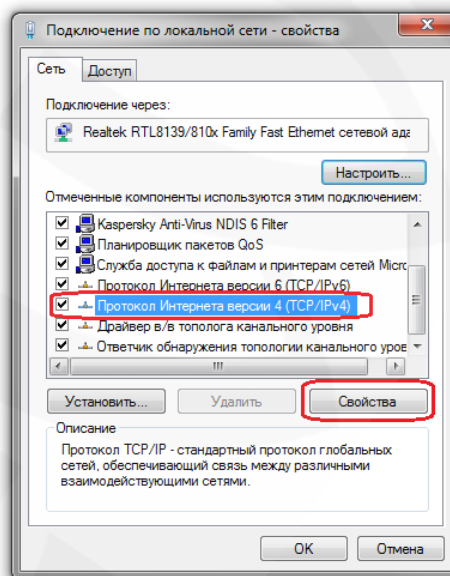 Подключение по локальной сети - свойства
Сеть Доступ
Подключение через:
Realtek RTL8139/810x Family Fast Ethernet сетевой ада
Настроить...
Отмеченные компоненты используются этим подключением:
Kaspersky Anti-Virus NDIS 6 Filter
Планировщик пакетов QoS
Служба доступа к файлам и принтерам сетей Micro
Протокол Интернета версии 6 (TCP/IPv6)
Протокол Интернета версии 4 (TCP/IPv4)
Драйвер в/в тополога канального уровня
Ответчик обнаружения топологии канального уров
Установить... Удалить Свойства
Описание
Протокол TCP/IP - стандартный протокол глобальных
сетей, обеспечивающий связь между различными
взаимодействующими сетями.
OK Отмена